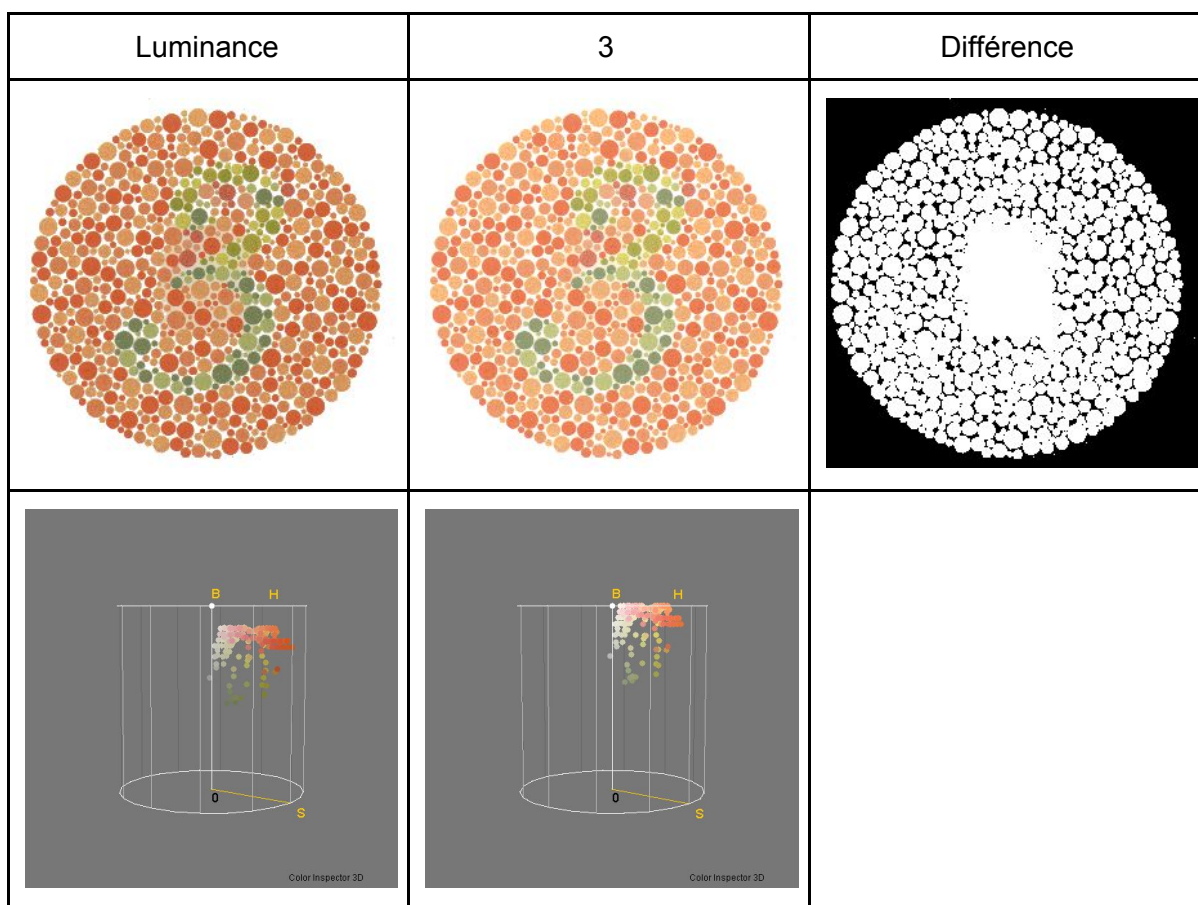 Luminance
3
Différence
B H
0
S
Color Inspector 3D
B H
0
S
Color Inspector 3D